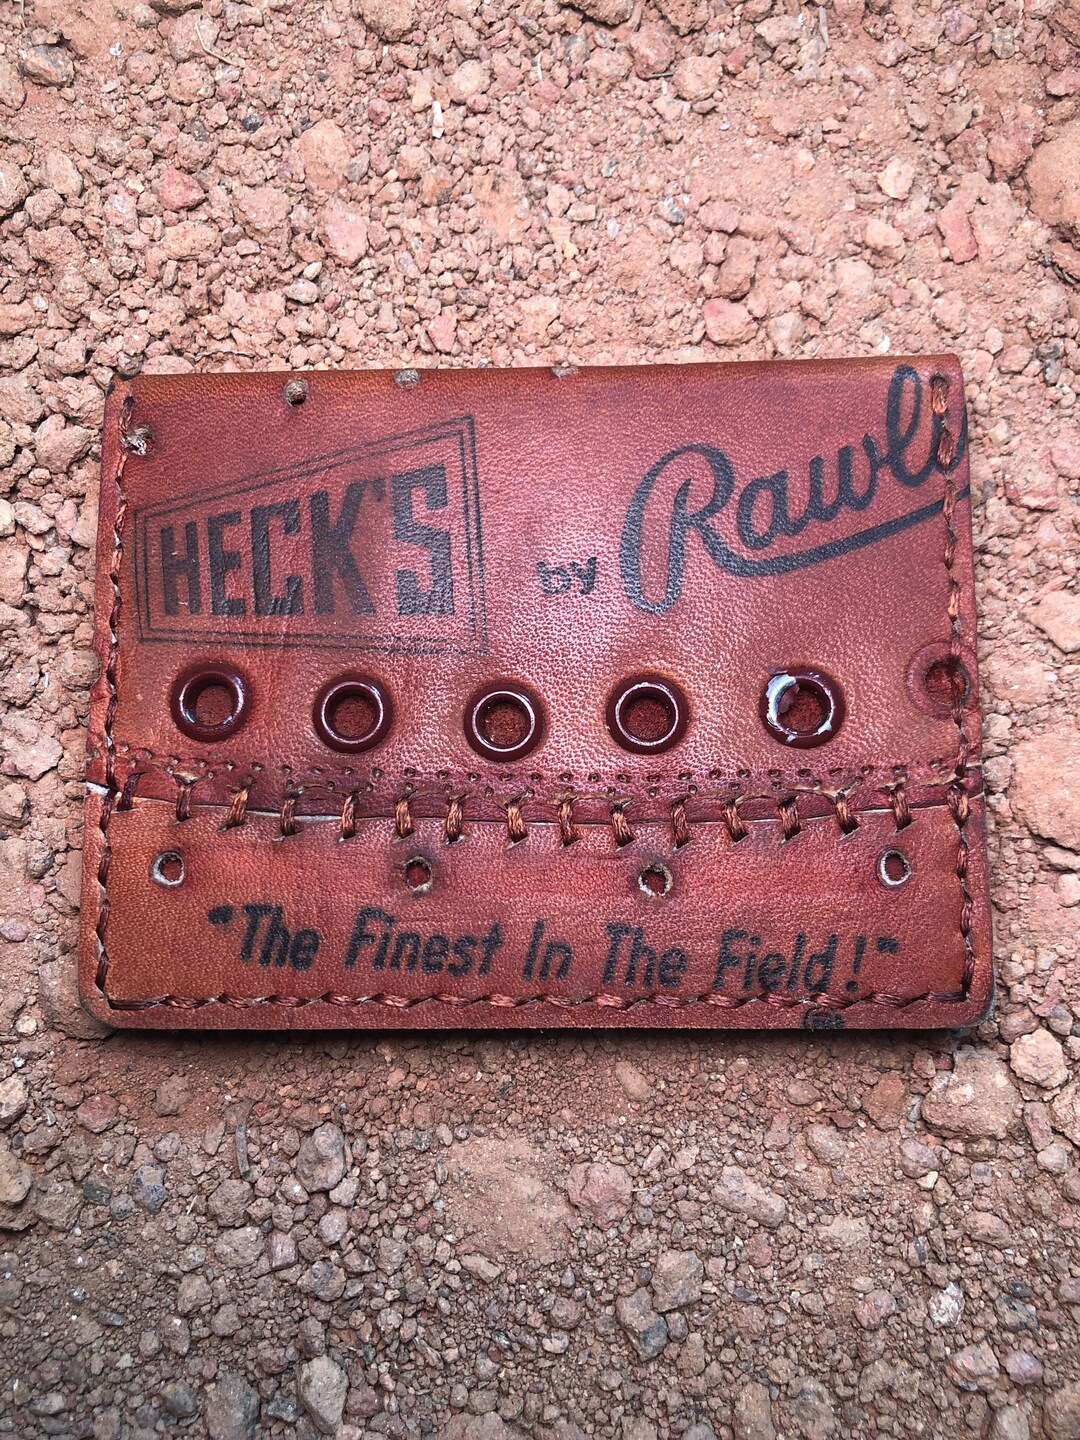 HECK'S by Rawli
"The Finest In The Field!"